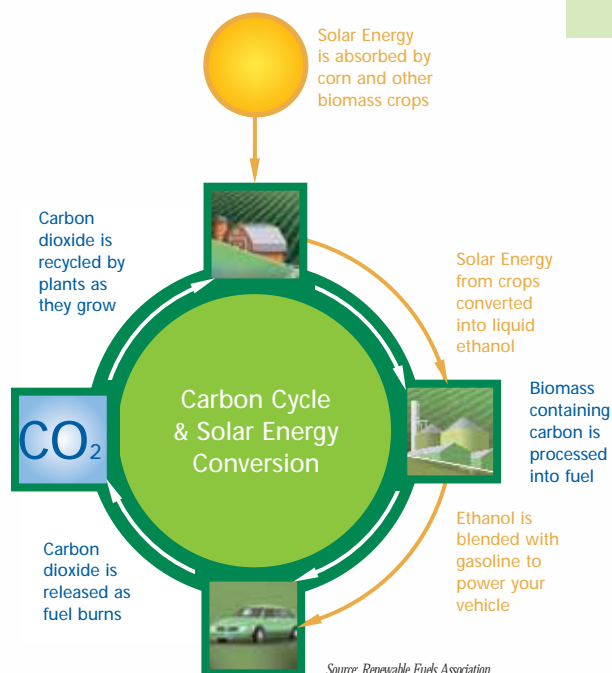 Solar Energy
is absorbed by
corn and other
biomass crops
Carbon
dioxide is
recycled by
plants as
they grow
Solar Energy
from crops
converted
into liquid
ethanol
Carbon Cycle
& Solar Energy
Conversion
Biomass
containing
carbon is
processed
into fuel
CO2
Carbon
dioxide is
released as
fuel burns
Ethanol is
blended with
gasoline to
power your
vehicle
Source: Renewable Fuels Association